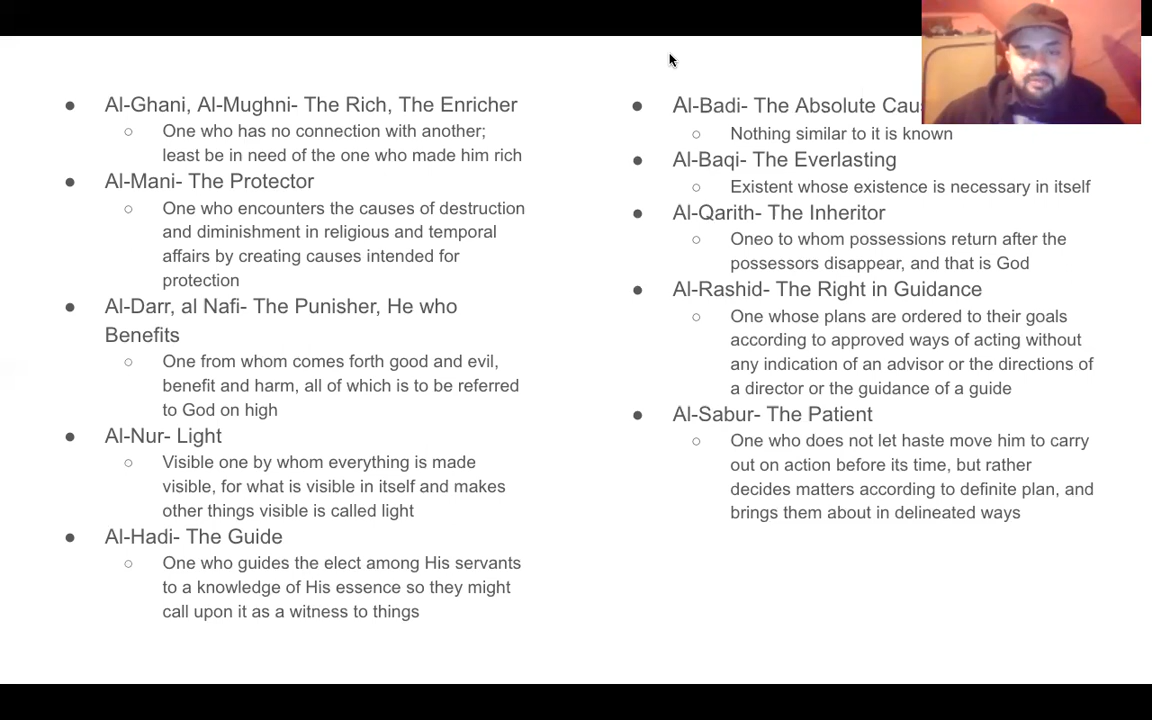 Al-Ghani, Al-Mughni- The Rich, The Enricher
One who has no connection with another;
least be in need of the one who made him rich
Al-Mani- The Protector
One who encounters the causes of destruction
and diminishment in religious and temporal
affairs by creating causes intended for
protection
Al-Darr, al Nafi- The Punisher, He who
Benefits
One from whom comes forth good and evil,
benefit and harm, all of which is to be referred
to God on high
Al-Nur- Light
Visible one by whom everything is made
visible, for what is visible in itself and makes
other things visible is called light
Al-Hadi- The Guide
One who guides the elect among His servants
to a knowledge of His essence so they might
call upon it as a witness to things
Al-Badi- The Absolute
Nothing similar to it is known
Al-Baqi- The Everlasting
Existent whose existence is necessary in itself
Al-Qarith- The Inheritor
Oneo to whom possessions return after the
possessors disappear, and that is God
Al-Rashid- The Right in Guidance
One whose plans are ordered to their goals
according to approved ways of acting without
any indication of an advisor or the directions of
a director or the guidance of a guide
Al-Sabur- The Patient
One who does not let haste move him to carry
out on action before its time, but rather
decides matters according to definite plan, and
brings them about in delineated ways